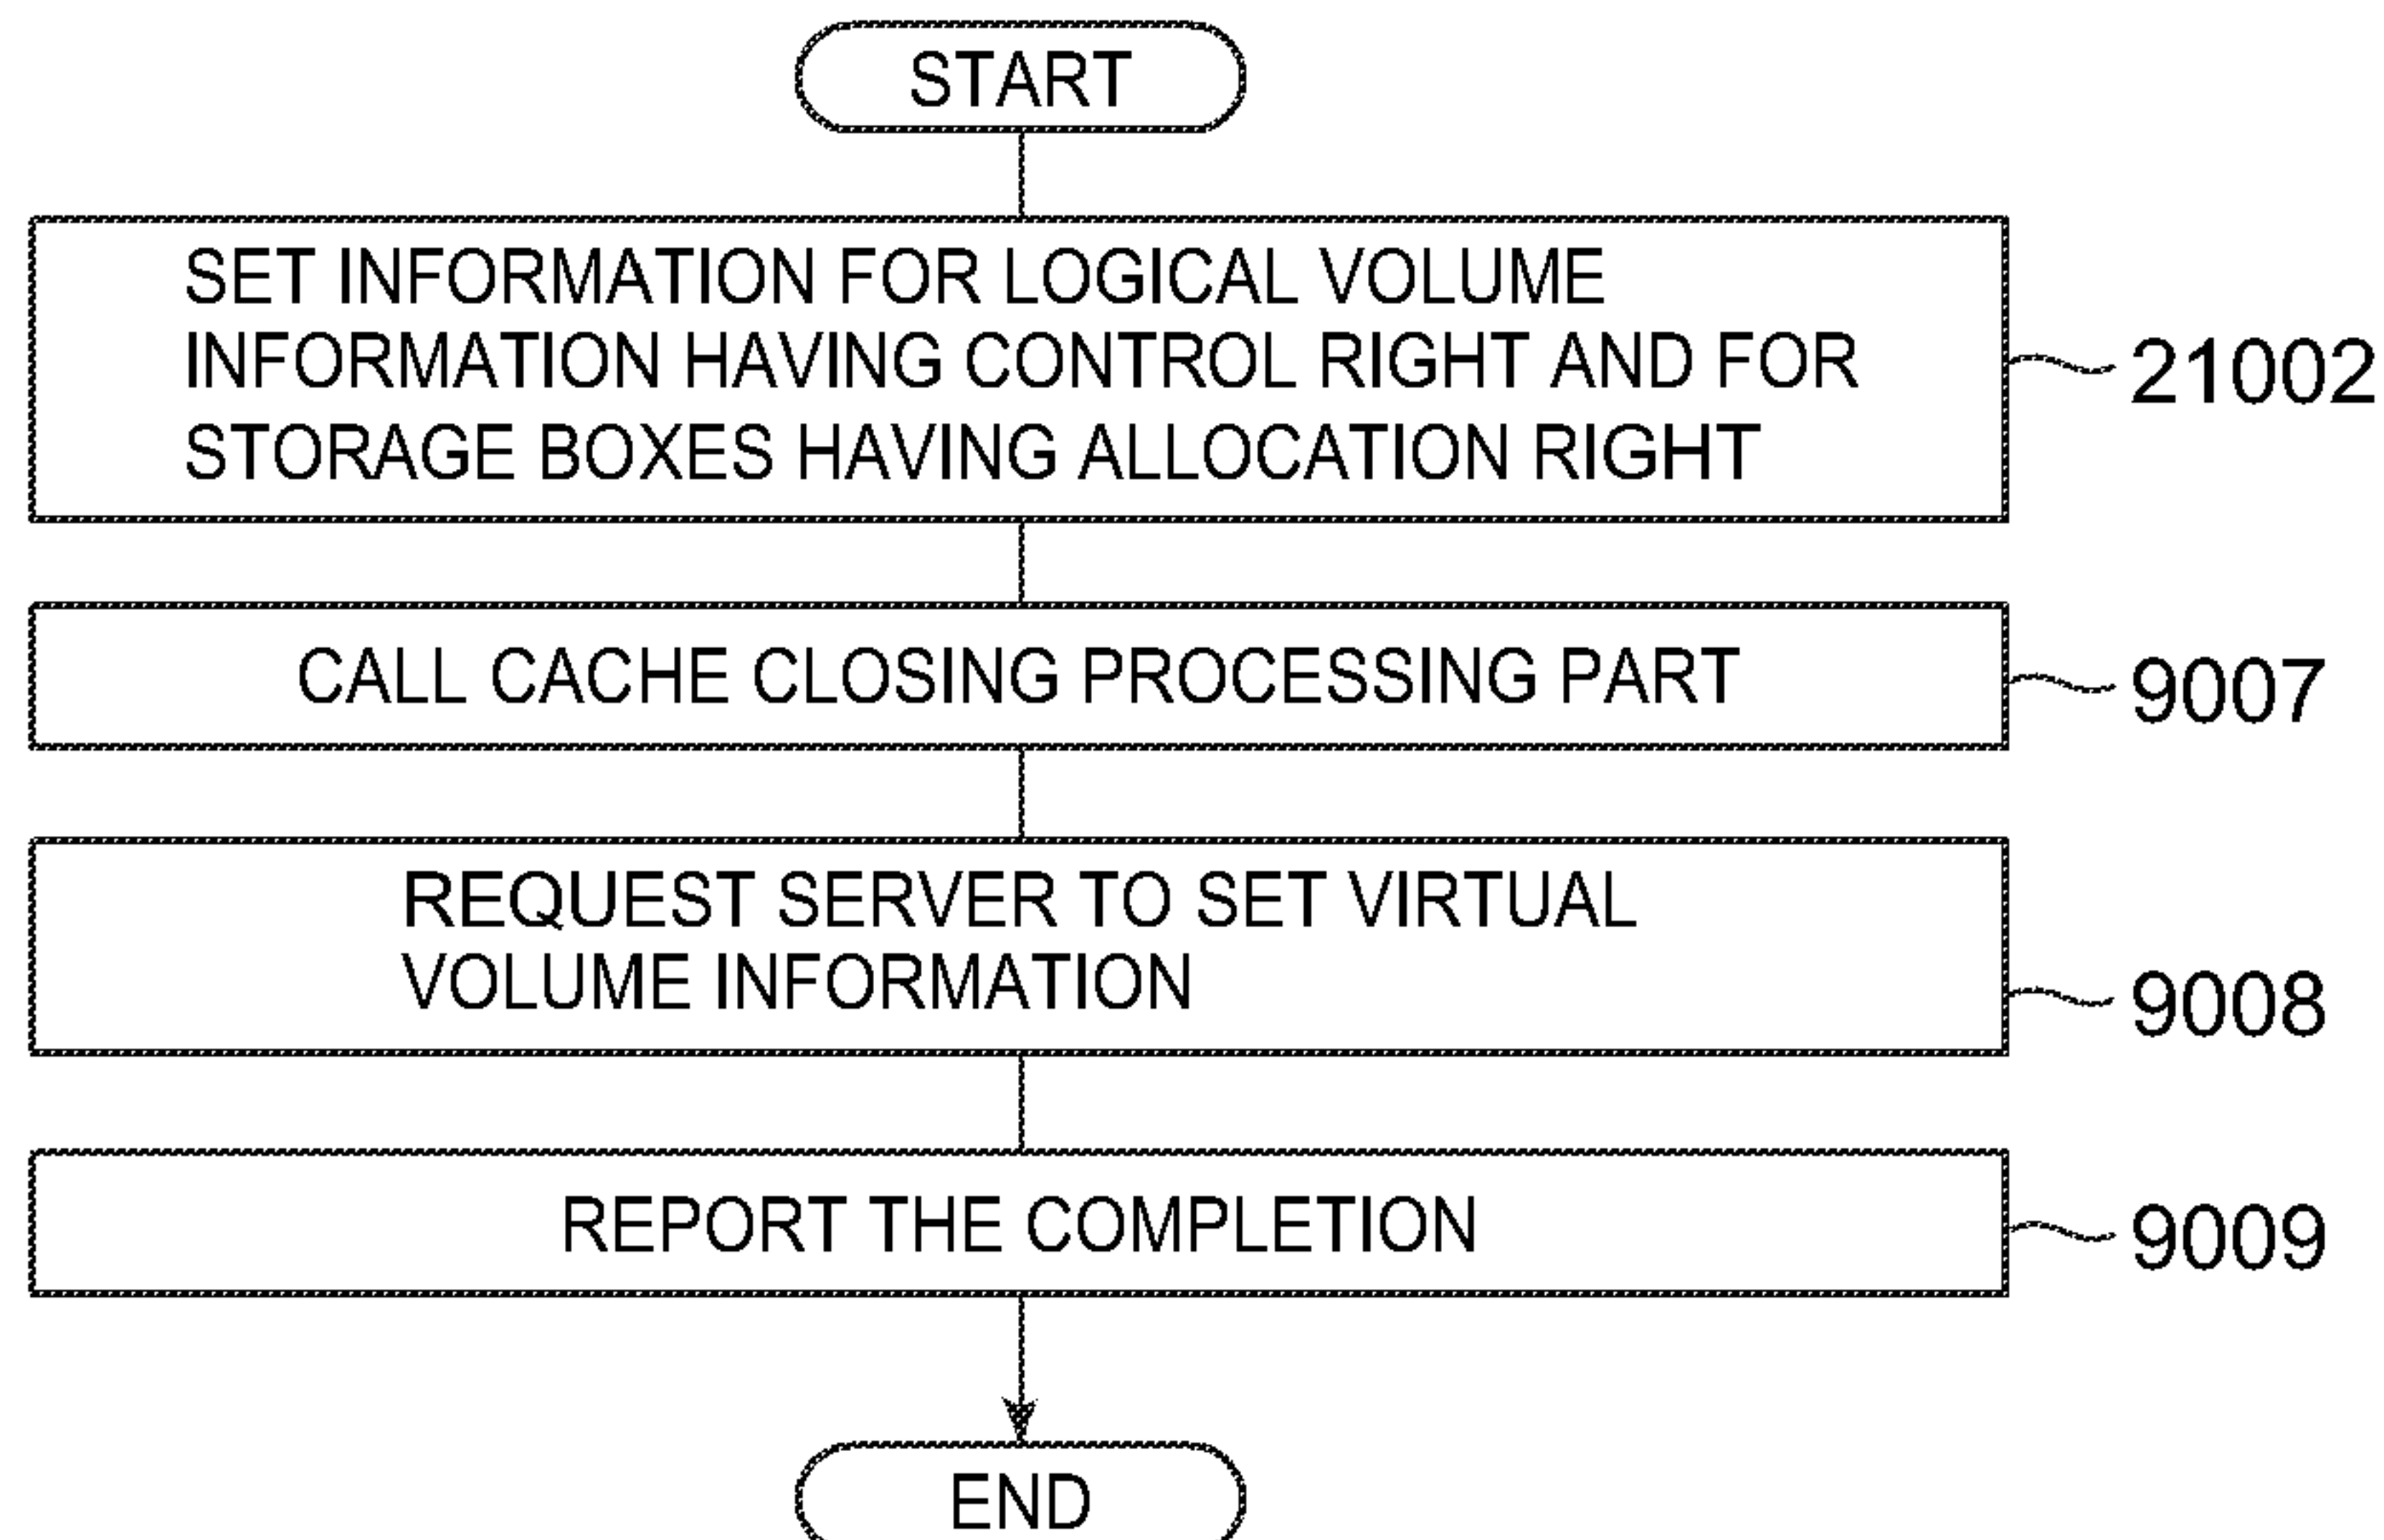 START
SET INFORMATION FOR LOGICAL VOLUME
INFORMATION HAVING CONTROL RIGHT AND FOR
STORAGE BOXES HAVING ALLOCATION RIGHT
21002
CALL CACHE CLOSING PROCESSING PART
9007
REQUEST SERVER TO SET VIRTUAL
VOLUME INFORMATION
9008
REPORT THE COMPLETION
9009
END